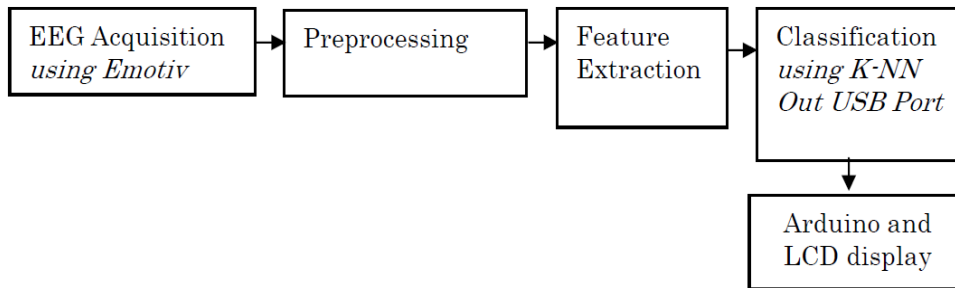 EEG Acquisition
using Emotiv
Preprocessing
Feature
Extraction
Classification
using K-NN
Out USB Port
Arduino and
LCD display